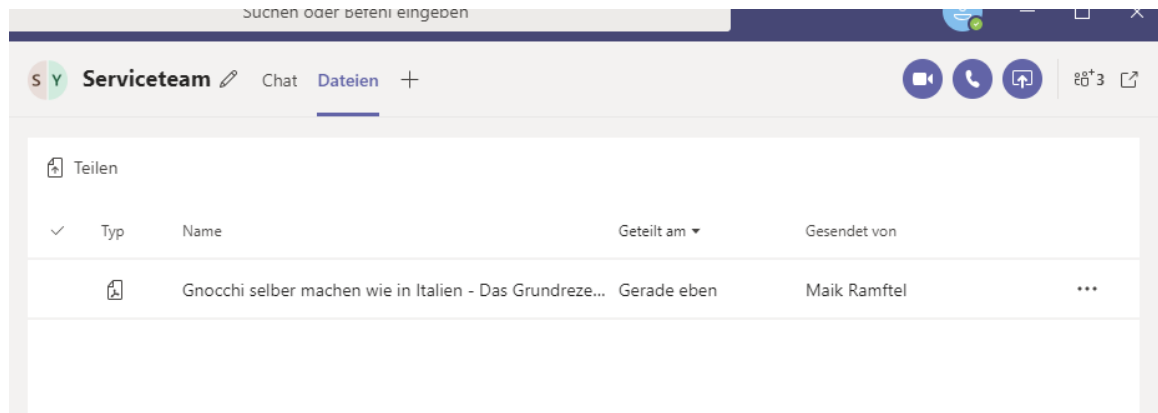 Suchen oder Befehl eingeben
S Y Serviceteam Chat Dateien 3
Teilen
Typ Name Geteilt am Gesendet von
Gnocchi selber machen wie in Italien - Das Grundreze... Gerade eben Maik Ramftel